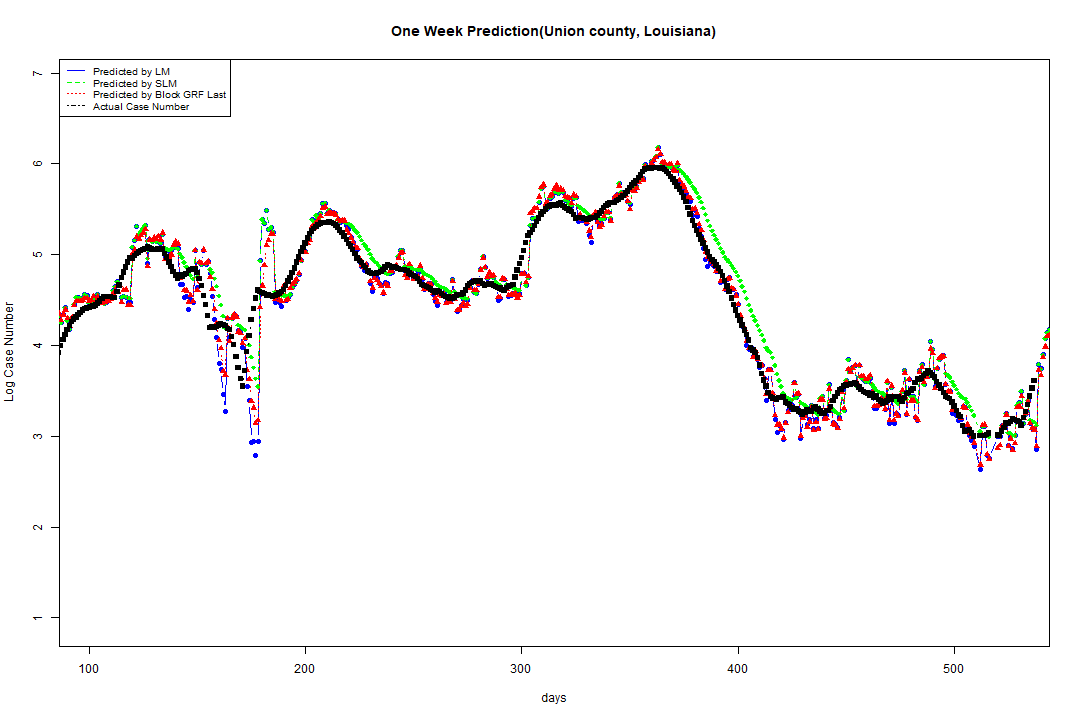 One Week Prediction(Union county, Louisiana)
Predicted by LM
Predicted by SLM
Predicted by Block GRF Last
Actual Case Number
7
6
5
4
3
2
1
Log Case Number
100 200 300 400 500
days